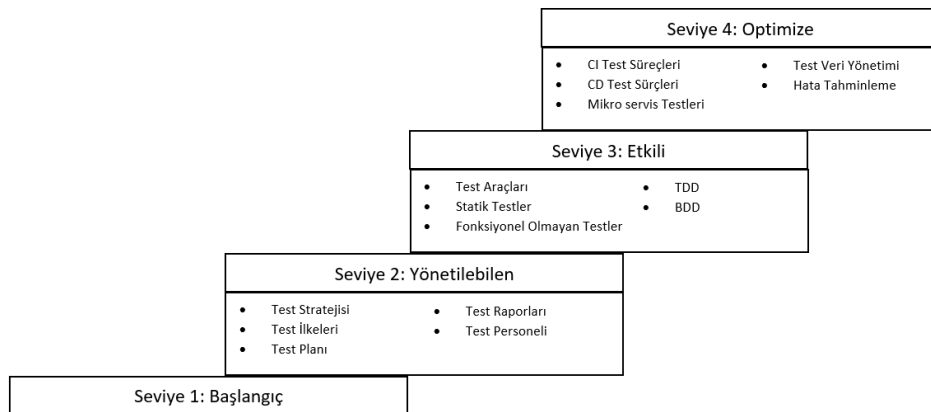 Seviye 4: Optimize
• CI Test Süreçleri
• CD Test Sürçleri
• Mikro servis Testleri
• Test Veri Yönetimi
• Hata Tahminleme
Seviye 3: Etkili
• Test Araçları
• Statik Testler
• Fonksiyonel Olmayan Testler
• TDD
• BDD
Seviye 2: Yönetilebilen
• Test Stratejisi
• Test İlkeleri
• Test Planı
• Test Raporları
• Test Personeli
Seviye 1: Başlangıç